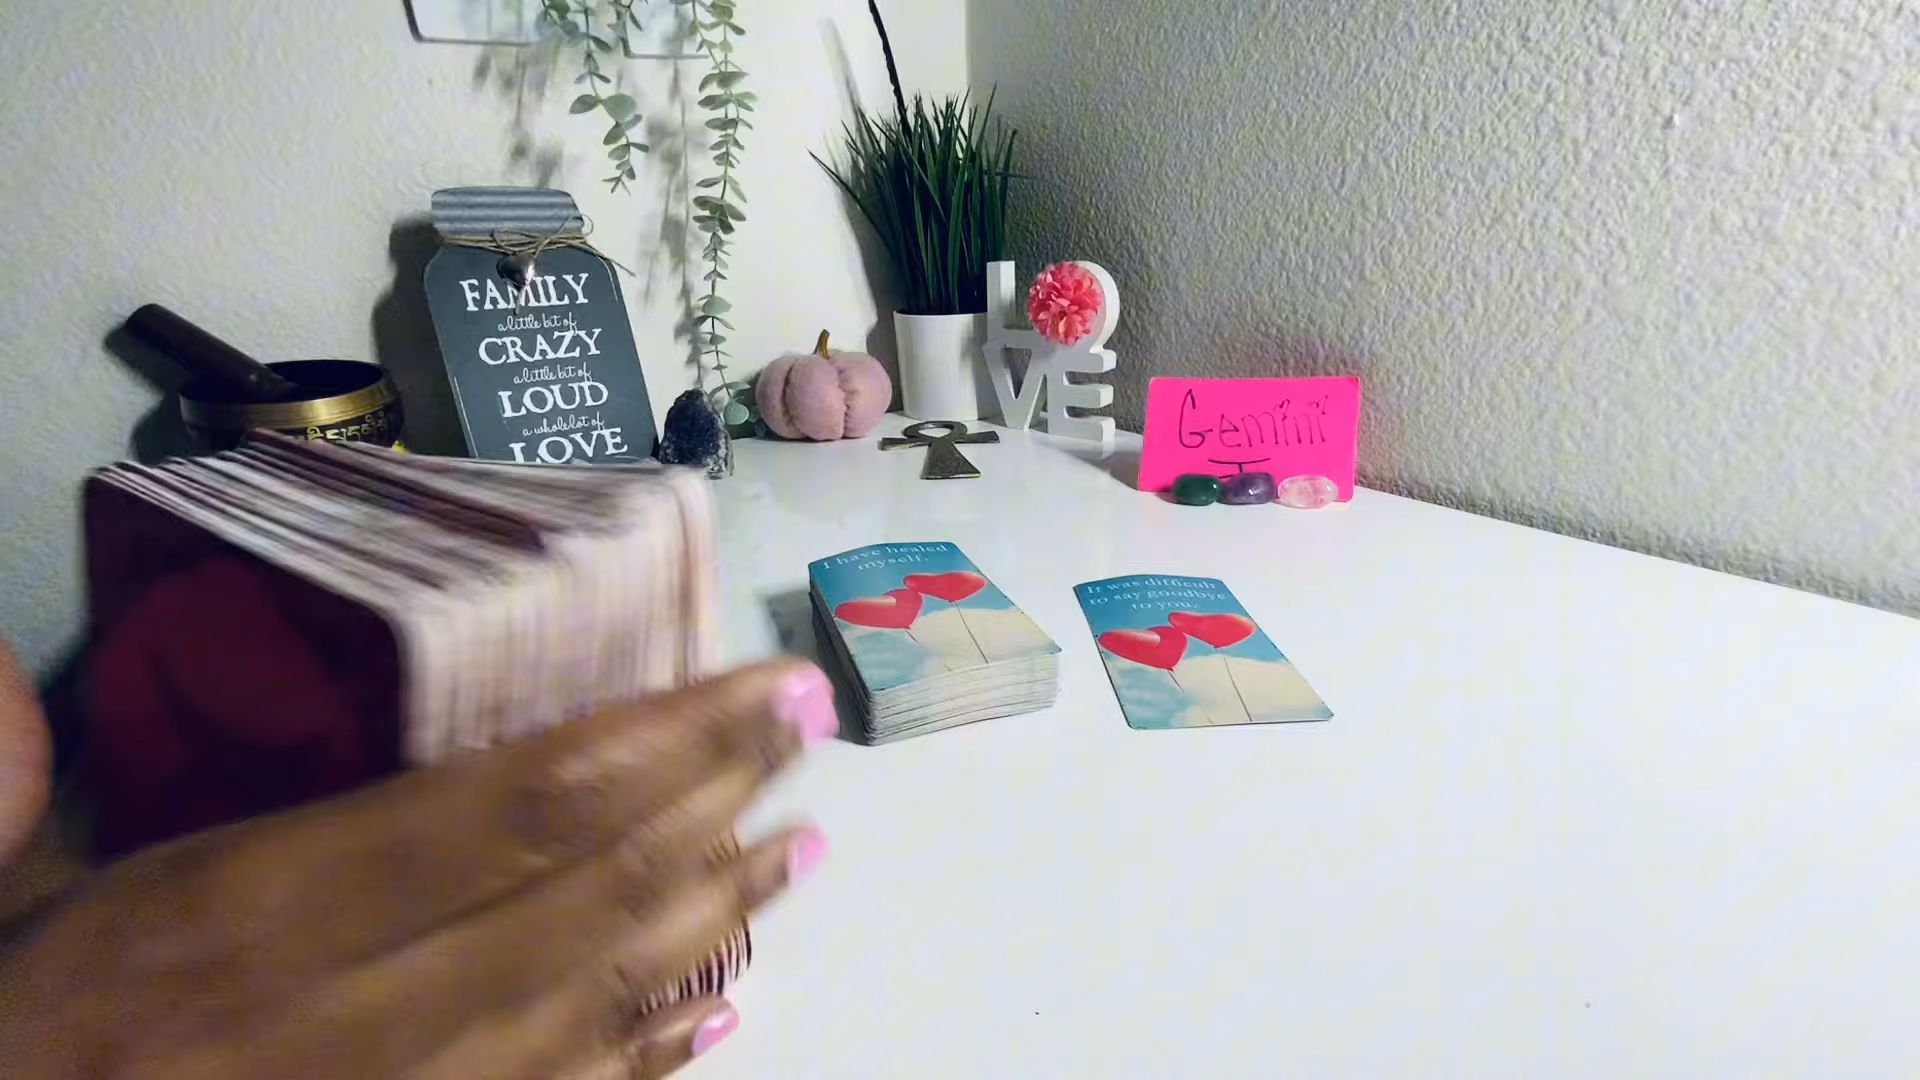 FAMILY
a little bit of
CRAZY
a little bit of
LOUD
a whole lot of
LOVE
LOVE
Gemini
I have healed
myself.
It was difficult
to say goodbye
to you.